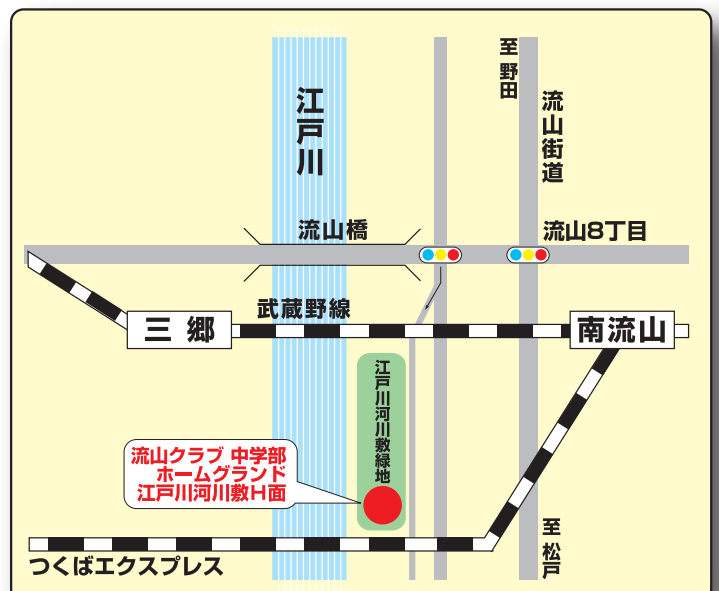 至 野田
流山街道
江戸川
流山橋
流山8丁目
武蔵野線
三郷
南流山
江戸川河川敷緑地
流山クラブ 中学部
ホームグランド
江戸川河川敷H面
至 松戸
つくばエクスプレス